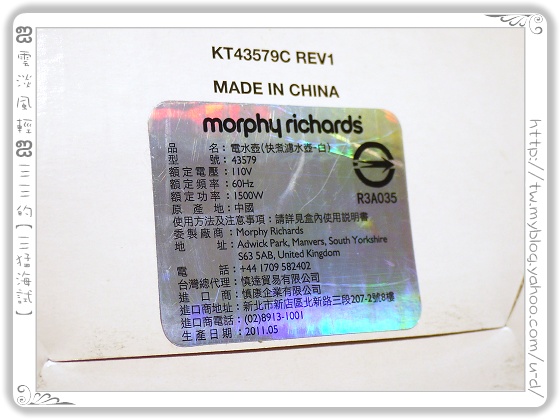 KT43579C REV1
MADE IN CHINA
morphy richards
品　　名：電水壺(快煮濾水壺-白)
型　　號：43579
額定電壓：110V
額定頻率：60Hz
額定功率：1500W
原 產 地：中國
R3A035
使用方法及注意事項：請詳見盒內使用說明書
委製廠商：Morphy Richards
地　　址：Adwick Park, Manvers, South Yorkshire
S63 5AB, United Kingdom
電　　話：+44 1709 582402
台灣總代理：慎達貿易有限公司
進 口 商：慎康企業有限公司
進口商地址：新北市新店區北新路三段207-2號8樓
進口商電話：(02)8913-1001
生產日期：2011.05
雲淡風輕
三三的【三猛海試】
http://tw.myblog.yahoo.com/u-d/